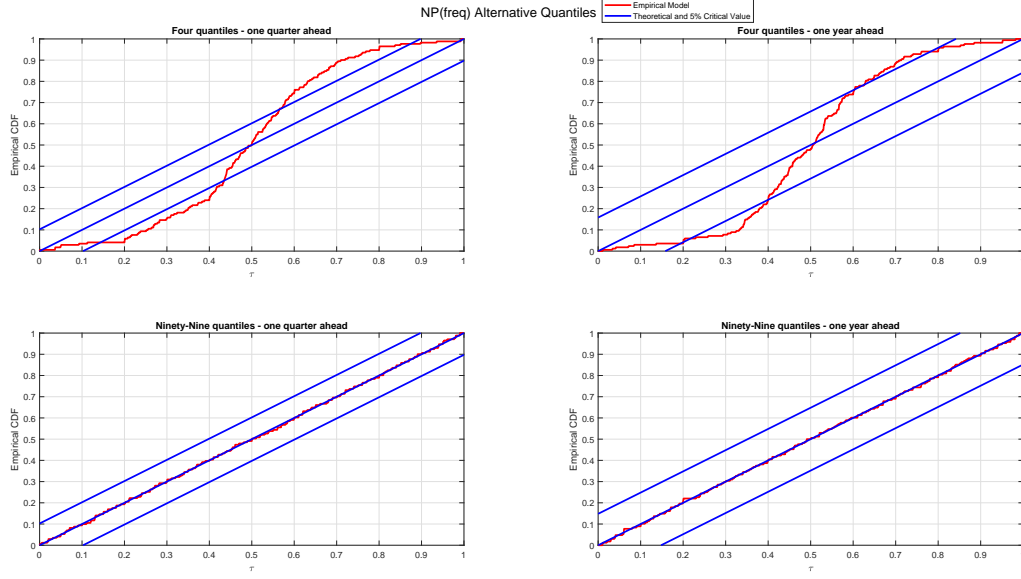 NP(freq) Alternative Quantiles
Empirical Model
Theoretical and 5% Critical Value
Four quantiles - one quarter ahead
1
0.9
0.8
0.7
0.6
0.5
0.4
0.3
0.2
0.1
0
Empirical CDF
0 0.1 0.2 0.3 0.4 0.5 0.6 0.7 0.8 0.9 1
τ
Four quantiles - one year ahead
1
0.9
0.8
0.7
0.6
0.5
0.4
0.3
0.2
0.1
0
Empirical CDF
0 0.1 0.2 0.3 0.4 0.5 0.6 0.7 0.8 0.9 1
τ
Ninety-Nine quantiles - one quarter ahead
1
0.9
0.8
0.7
0.6
0.5
0.4
0.3
0.2
0.1
0
Empirical CDF
0 0.1 0.2 0.3 0.4 0.5 0.6 0.7 0.8 0.9 1
τ
Ninety-Nine quantiles - one year ahead
1
0.9
0.8
0.7
0.6
0.5
0.4
0.3
0.2
0.1
0
Empirical CDF
0 0.1 0.2 0.3 0.4 0.5 0.6 0.7 0.8 0.9 1
τ